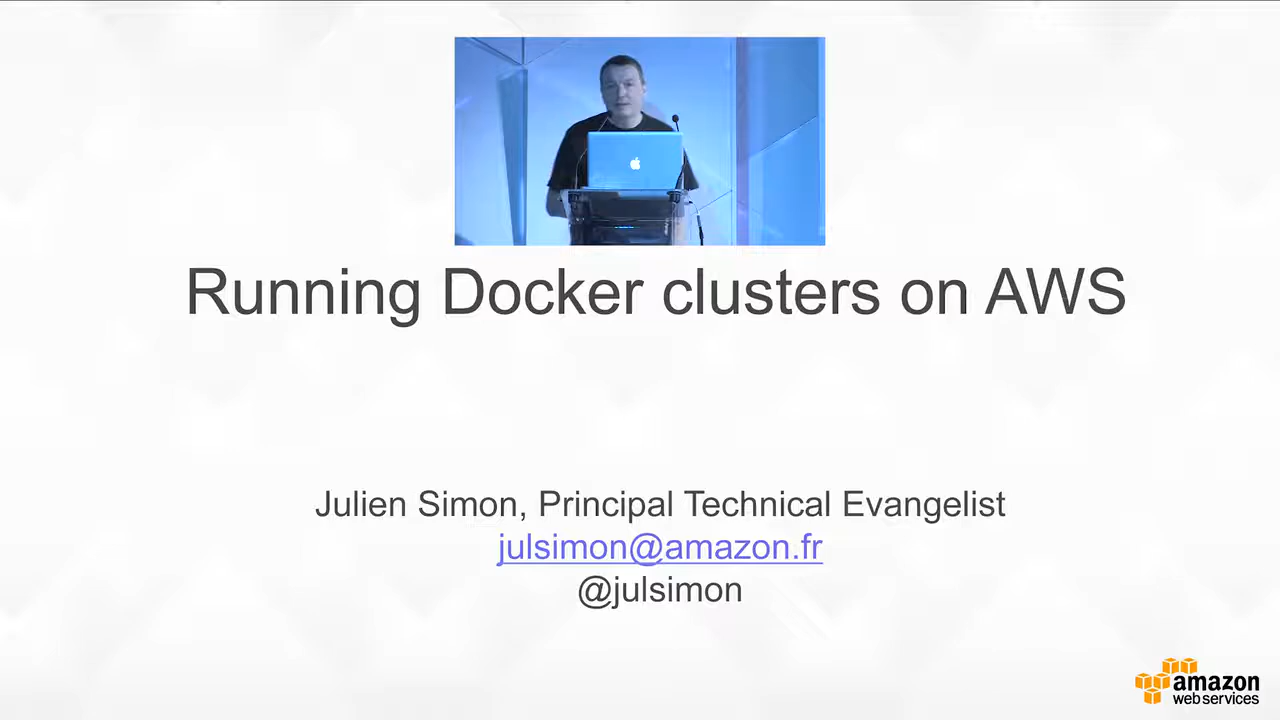 Running Docker clusters on AWS
Julien Simon, Principal Technical Evangelist
julsimon@amazon.fr
@julsimon
amazon
web services